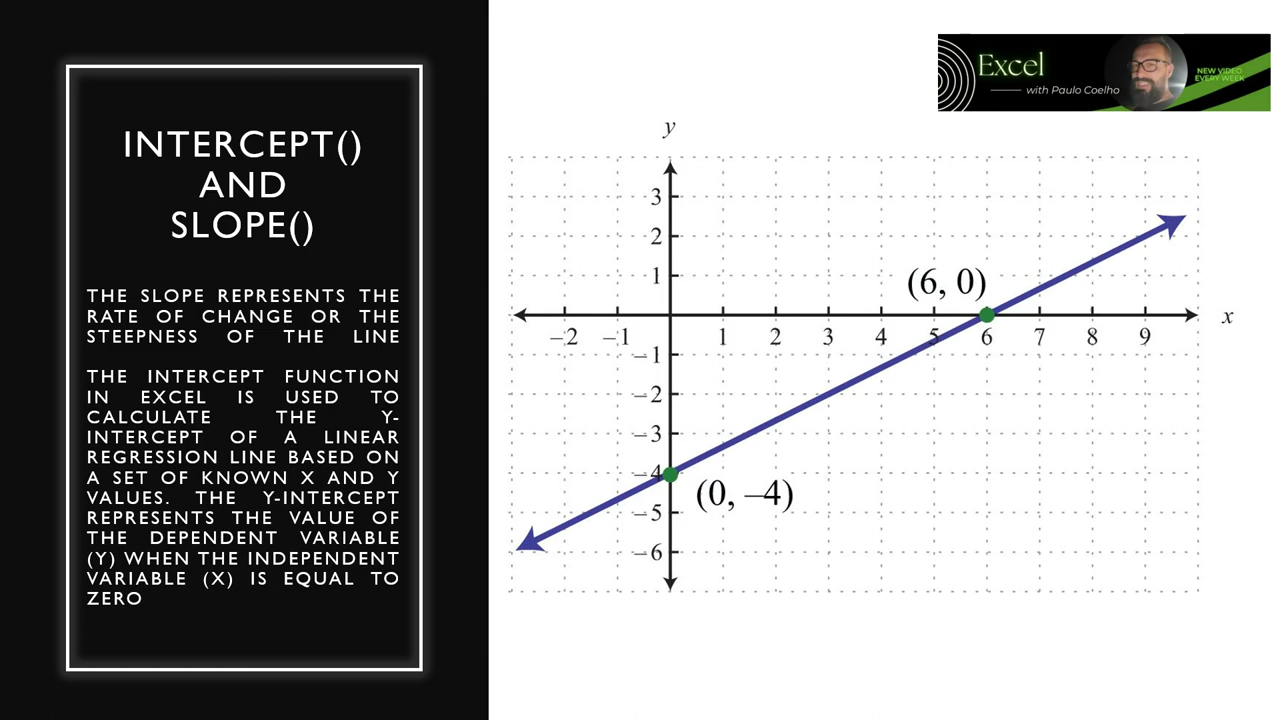 INTERCEPT()
AND
SLOPE()
THE SLOPE REPRESENTS THE
RATE OF CHANGE OR THE
STEEPNESS OF THE LINE
THE INTERCEPT FUNCTION
IN EXCEL IS USED TO
CALCULATE THE Y-
INTERCEPT OF A LINEAR
REGRESSION LINE BASED ON
A SET OF KNOWN X AND Y
VALUES. THE Y-INTERCEPT
REPRESENTS THE VALUE OF
THE DEPENDENT VARIABLE
(Y) WHEN THE INDEPENDENT
VARIABLE (X) IS EQUAL TO
ZERO
Excel
with Paulo Coelho
NEW VIDEO
EVERY WEEK
y
3
2
1
(6, 0)
x
–2 –1 1 2 3 4 5 6 7 8 9
–1
–2
–3
–4
(0, –4)
–5
–6